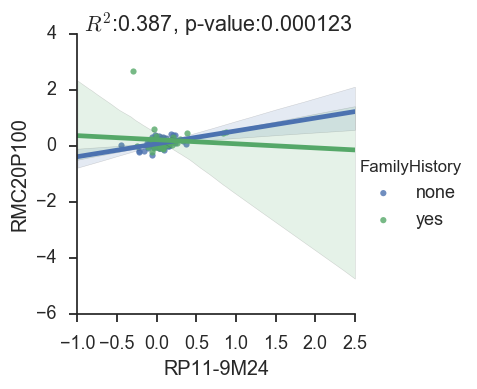 R²:0.387, p-value:0.000123
4
2
0
−2
−4
−6
RMC20P100
−1.0 −0.5 0.0 0.5 1.0 1.5 2.0 2.5
RP11-9M24
FamilyHistory
none
yes